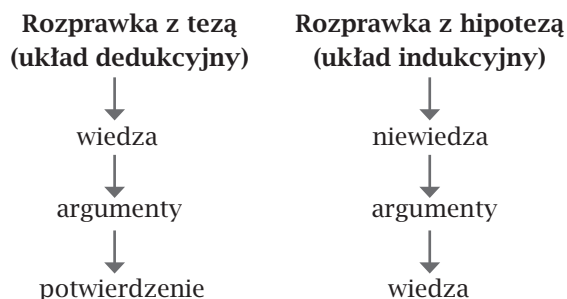 Rozprawka z tezą
(układ dedukcyjny)
wiedza
argumenty
potwierdzenie
Rozprawka z hipotezą
(układ indukcyjny)
niewiedza
argumenty
wiedza